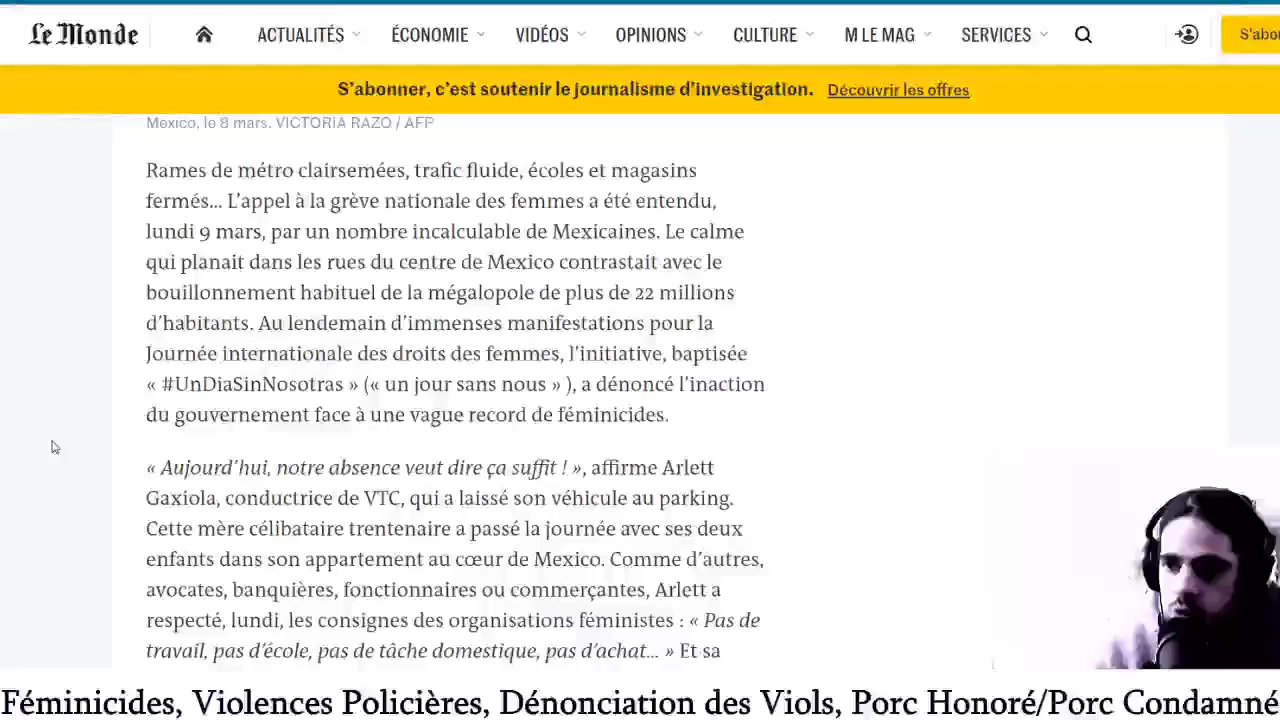 Le Monde
ACTUALITÉS ÉCONOMIE VIDÉOS OPINIONS CULTURE M LE MAG SERVICES
S'abo
S'abonner, c'est soutenir le journalisme d'investigation. Découvrir les offres
Mexico, le 8 mars. VICTORIA RAZO / AFP
Rames de métro clairsemées, trafic fluide, écoles et magasins
fermés... L'appel à la grève nationale des femmes a été entendu,
lundi 9 mars, par un nombre incalculable de Mexicaines. Le calme
qui planait dans les rues du centre de Mexico contrastait avec le
bouillonnement habituel de la mégalopole de plus de 22 millions
d'habitants. Au lendemain d'immenses manifestations pour la
Journée internationale des droits des femmes, l'initiative, baptisée
« #UnDiaSinNosotras » (« un jour sans nous » ), a dénoncé l'inaction
du gouvernement face à une vague record de féminicides.
« Aujourd'hui, notre absence veut dire ça suffit ! », affirme Arlett
Gaxiola, conductrice de VTC, qui a laissé son véhicule au parking.
Cette mère célibataire trentenaire a passé la journée avec ses deux
enfants dans son appartement au cœur de Mexico. Comme d'autres,
avocates, banquières, fonctionnaires ou commerçantes, Arlett a
respecté, lundi, les consignes des organisations féministes : « Pas de
travail, pas d'école, pas de tâche domestique, pas d'achat... » Et sa
Féminicides, Violences Policières, Dénonciation des Viols, Porc Honoré/Porc Condamné